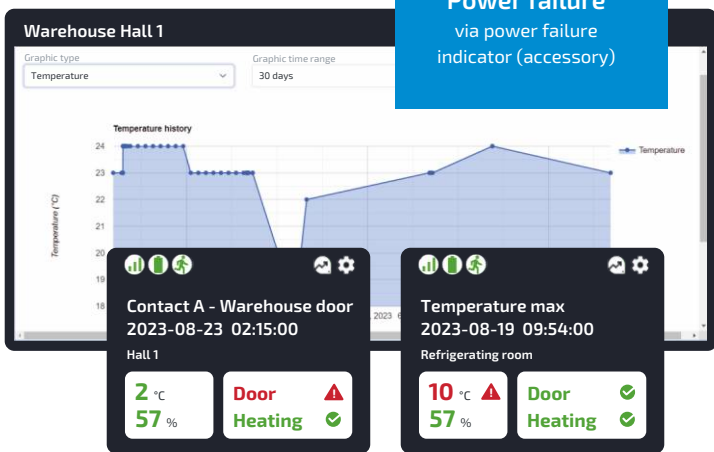 Power failure
via power failure
indicator (accessory)
Warehouse Hall 1
Graphic type
Graphic time range
Temperature
30 days
Temperature history
Temperature
24
23
22
21
20
19
18
Temperature (°C)
2023
Contact A - Warehouse door
2023-08-23 02:15:00
Hall 1
2 °C
57 %
Door
Heating
Temperature max
2023-08-19 09:54:00
Refrigerating room
10 °C
57 %
Door
Heating